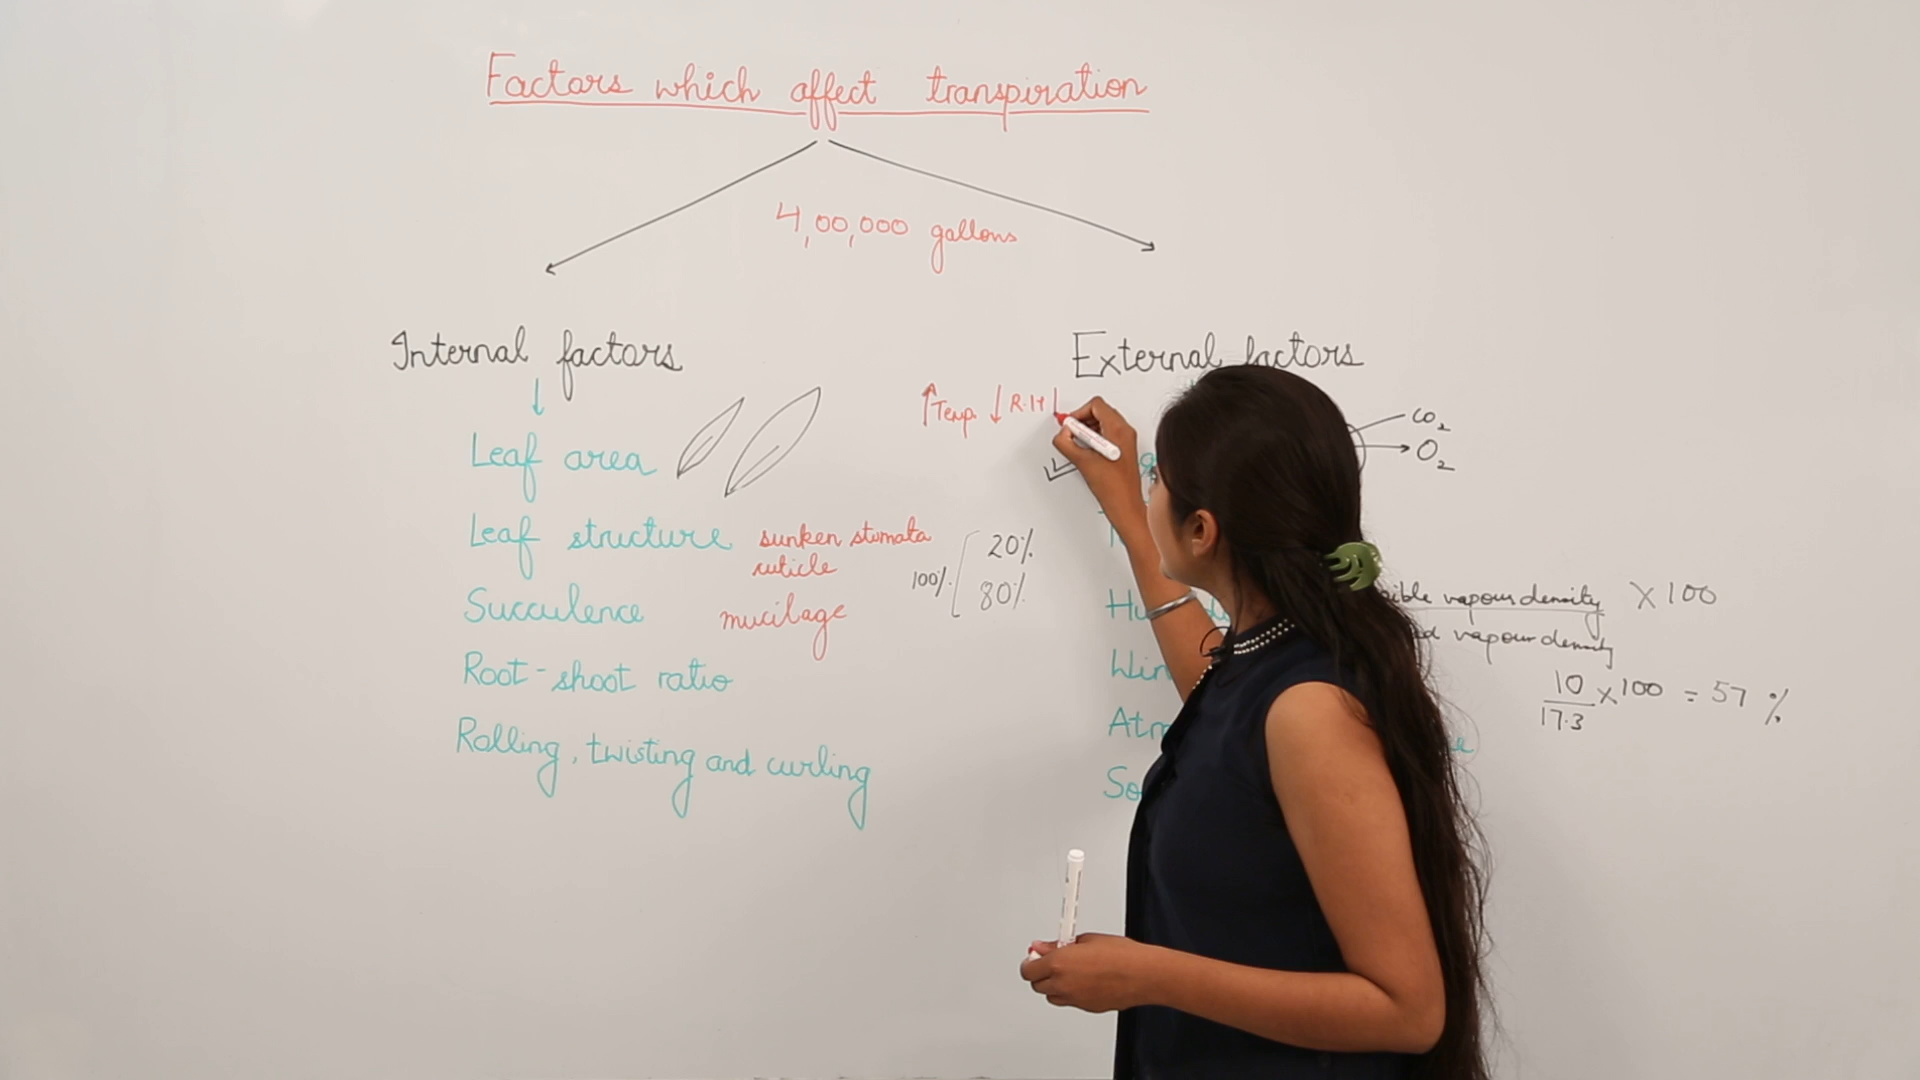 Factors which affect transpiration
4,00,000 gallons
Internal factors
Leaf area
Leaf structure sunken stomata
cuticle
Succulence mucilage
Root-shoot ratio
Rolling, twisting and curling
100% 20%
80%
External factors
↑Temp. ↓ R.H ↓
CO2
O2
vapour density × 100
vapour density
10/17.3 × 100 = 57 %